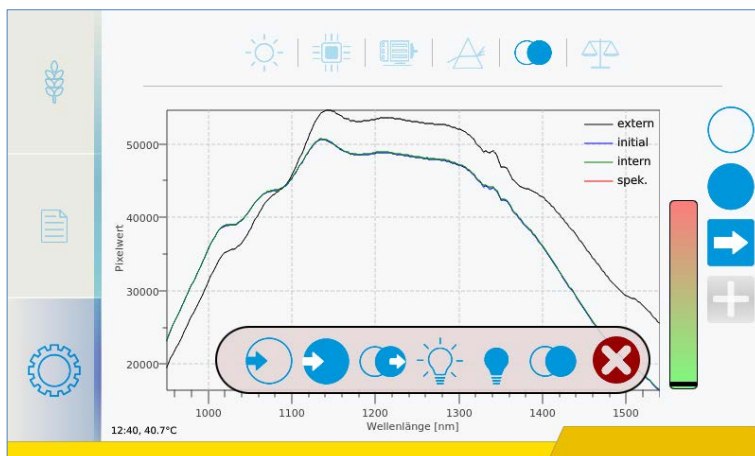 extern
initial
intern
spek.
50000
40000
30000
20000
Pixelwert
1000 1100 1200 1300 1400 1500
Wellenlänge [nm]
12:40, 40.7°C